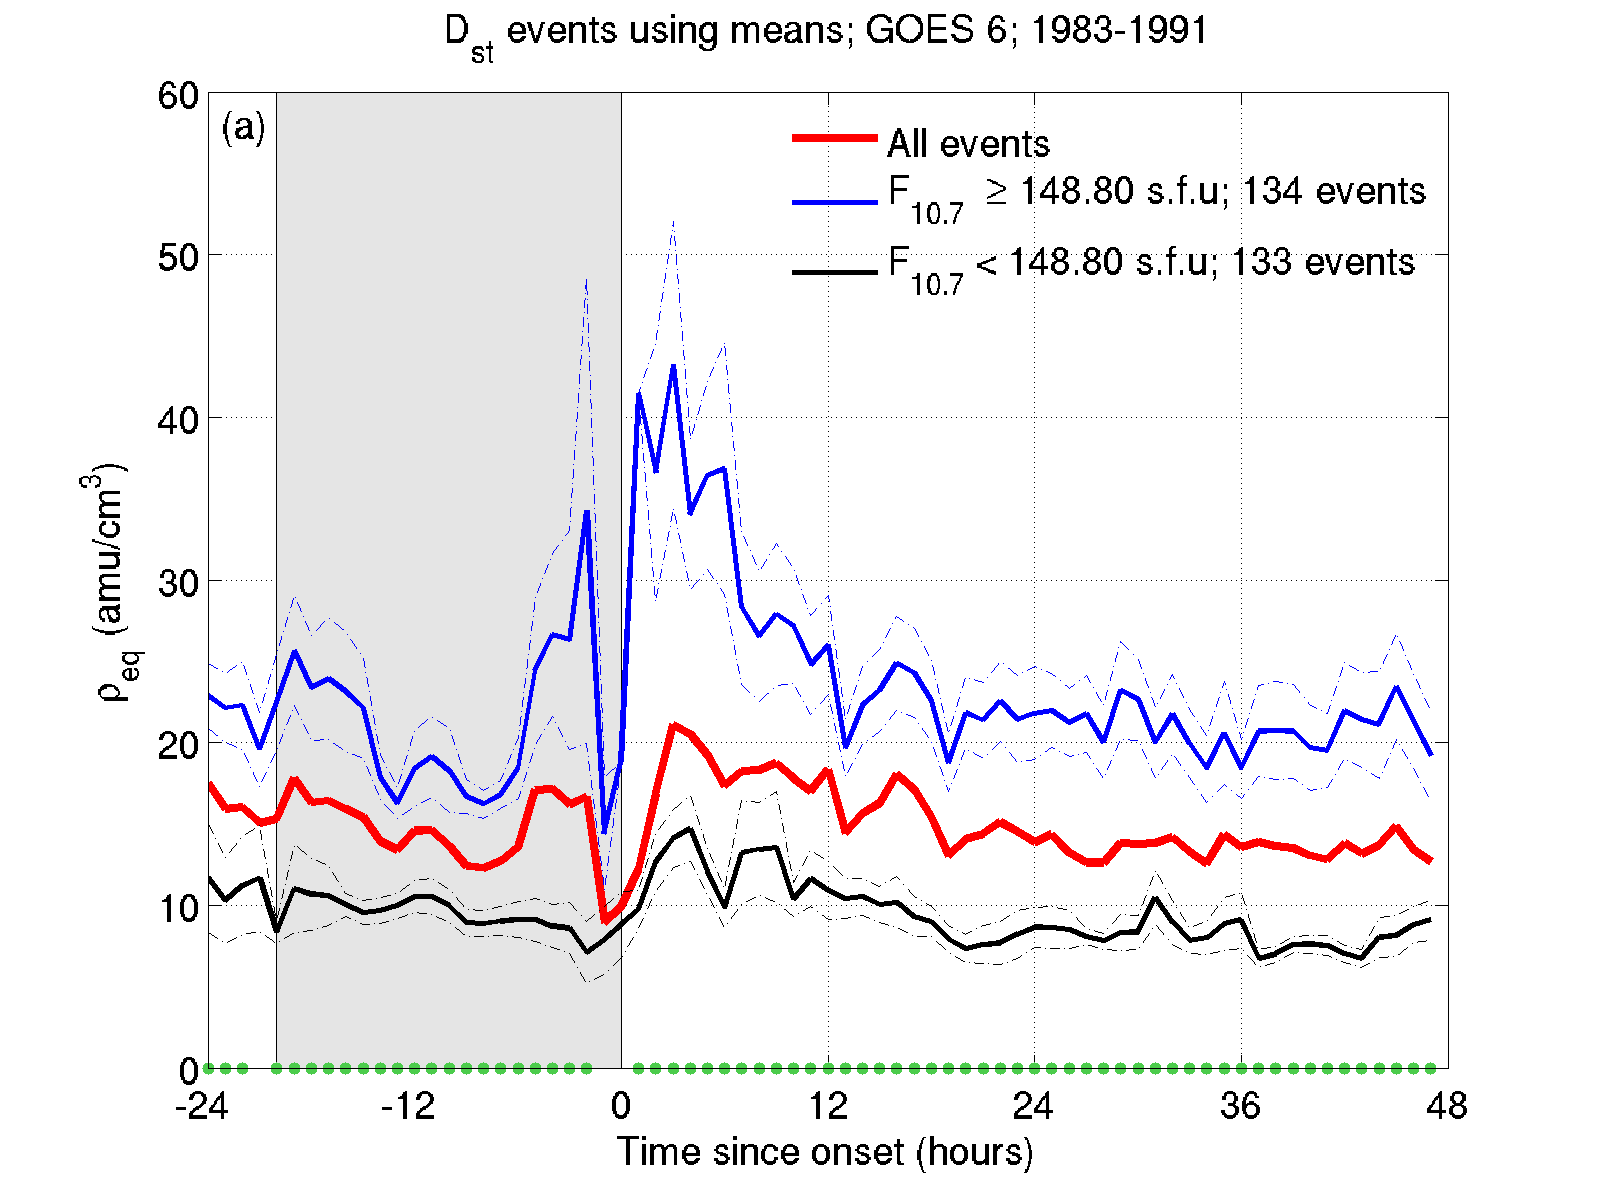 Dst events using means; GOES 6; 1983-1991
(a)
All events
F10.7 ≥ 148.80 s.f.u; 134 events
F10.7 < 148.80 s.f.u; 133 events
60
50
40
30
20
10
0
ρeq (amu/cm³)
-24 -12 0 12 24 36 48
Time since onset (hours)